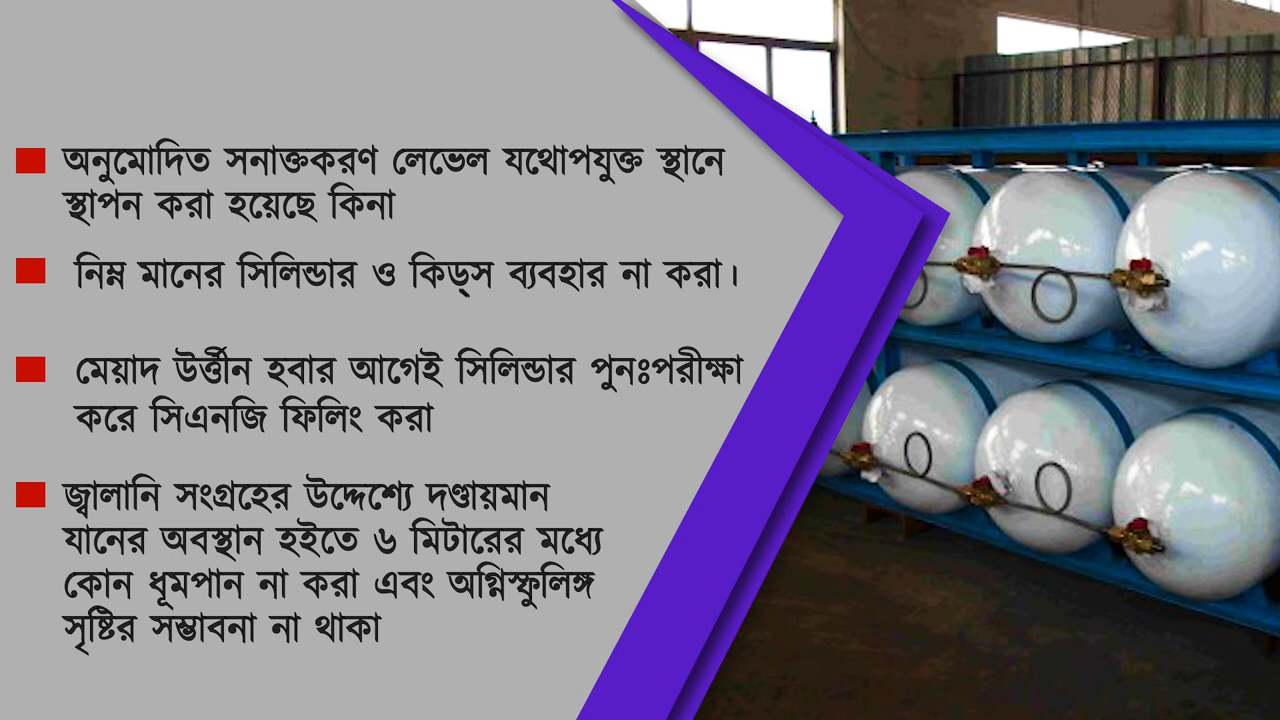 অনুমোদিত সনাক্তকরণ লেভেল যথোপযুক্ত স্থানে
স্থাপন করা হয়েছে কিনা
নিম্ন মানের সিলিন্ডার ও কিড্স ব্যবহার না করা।
মেয়াদ উর্ত্তীন হবার আগেই সিলিন্ডার পুনঃপরীক্ষা
করে সিএনজি ফিলিং করা
জ্বালানি সংগ্রহের উদ্দেশ্যে দণ্ডায়মান
যানের অবস্থান হইতে ৬ মিটারের মধ্যে
কোন ধূমপান না করা এবং অগ্নিস্ফুলিঙ্গ
সৃষ্টির সম্ভাবনা না থাকা